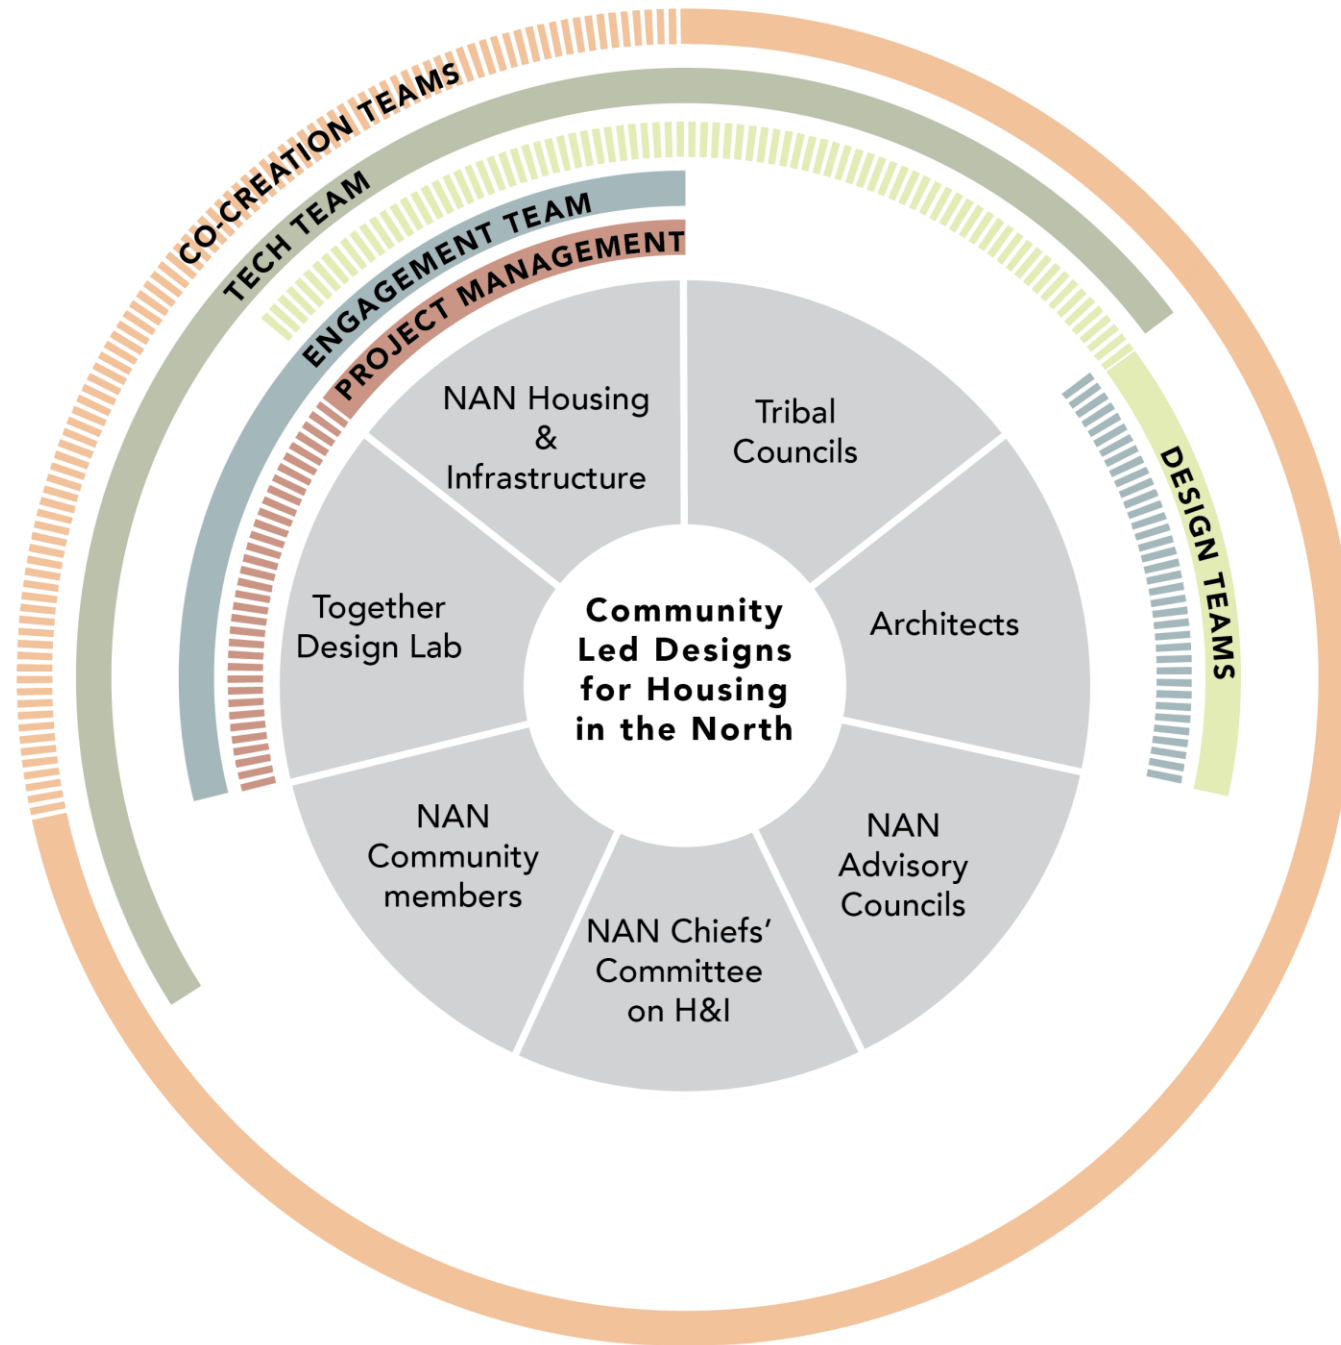 CO-CREATION TEAMS
TECH TEAM
ENGAGEMENT TEAM
PROJECT MANAGEMENT
DESIGN TEAMS
NAN Housing
&
Infrastructure
Tribal
Councils
Together
Design Lab
Architects
Community
Led Designs
for Housing
in the North
NAN
Community
members
NAN
Advisory
Councils
NAN Chiefs’
Committee
on H&I